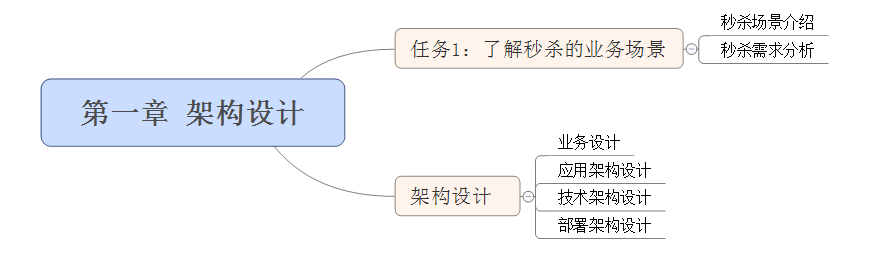 第一章 架构设计
任务1：了解秒杀的业务场景
秒杀场景介绍
秒杀需求分析
架构设计
业务设计
应用架构设计
技术架构设计
部署架构设计